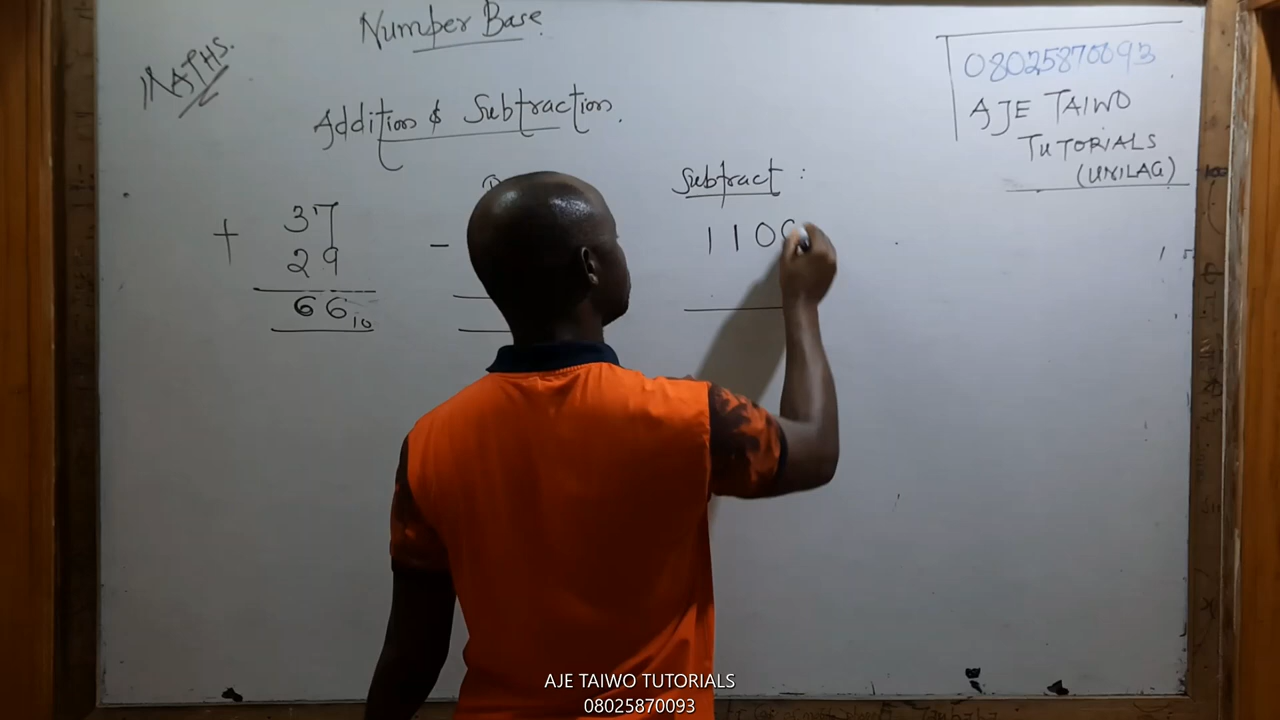 Number Base.
MATHS.
08025870093
AJE TAIWO
TUTORIALS
(UNILAG)
Addition & Subtraction.
Subtract :
+ 37
29
66₁₀
−
110
AJE TAIWO TUTORIALS
08025870093